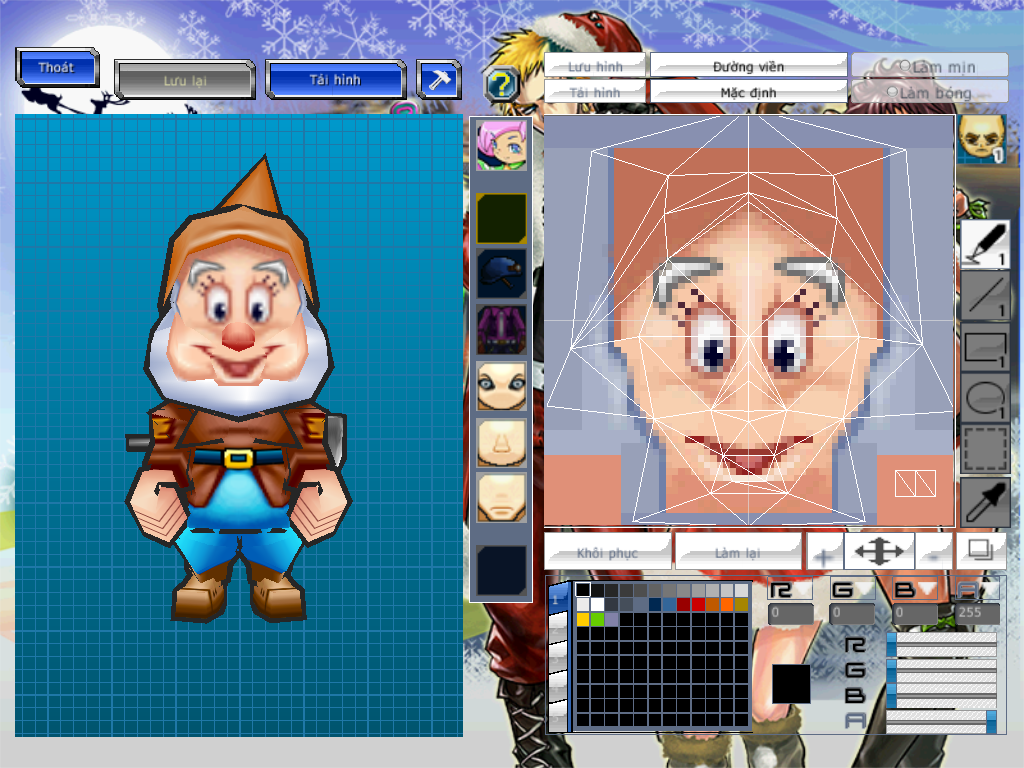 Thoát
Lưu lại
Tải hình
?
Lưu hình
Đường viền
Làm mịn
Tải hình
Mặc định
Làm bóng
1
1
1
1
1
Khôi phục
Làm lại
+
-
1
R G B A
0 0 0 255
R
G
B
A